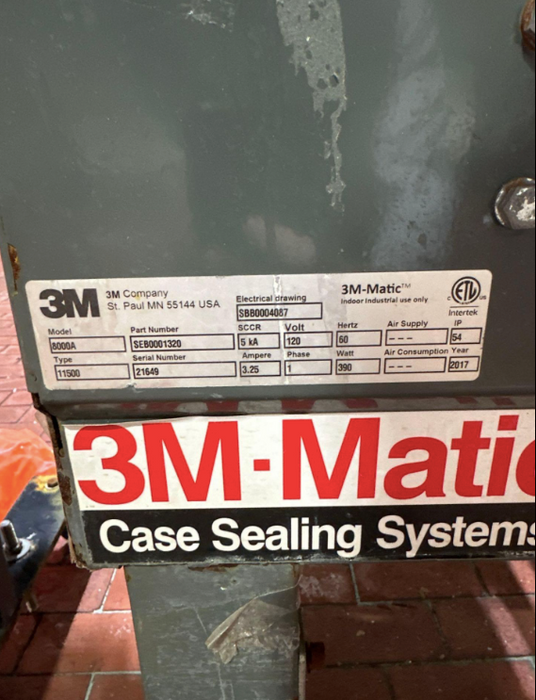 3M
3M Company
St. Paul MN 55144 USA
Electrical drawing
SBB0004087
3M-Matic™
Indoor industrial use only
ETL
C US
Intertek
Model Part Number SCCR Volt Hertz Air Supply IP
8000A SEB0001320 5 kA 120 60 --- 54
Type Serial Number Ampere Phase Watt Air Consumption Year
11500 21649 3.25 1 390 --- 2017
3M-Matic
Case Sealing Systems